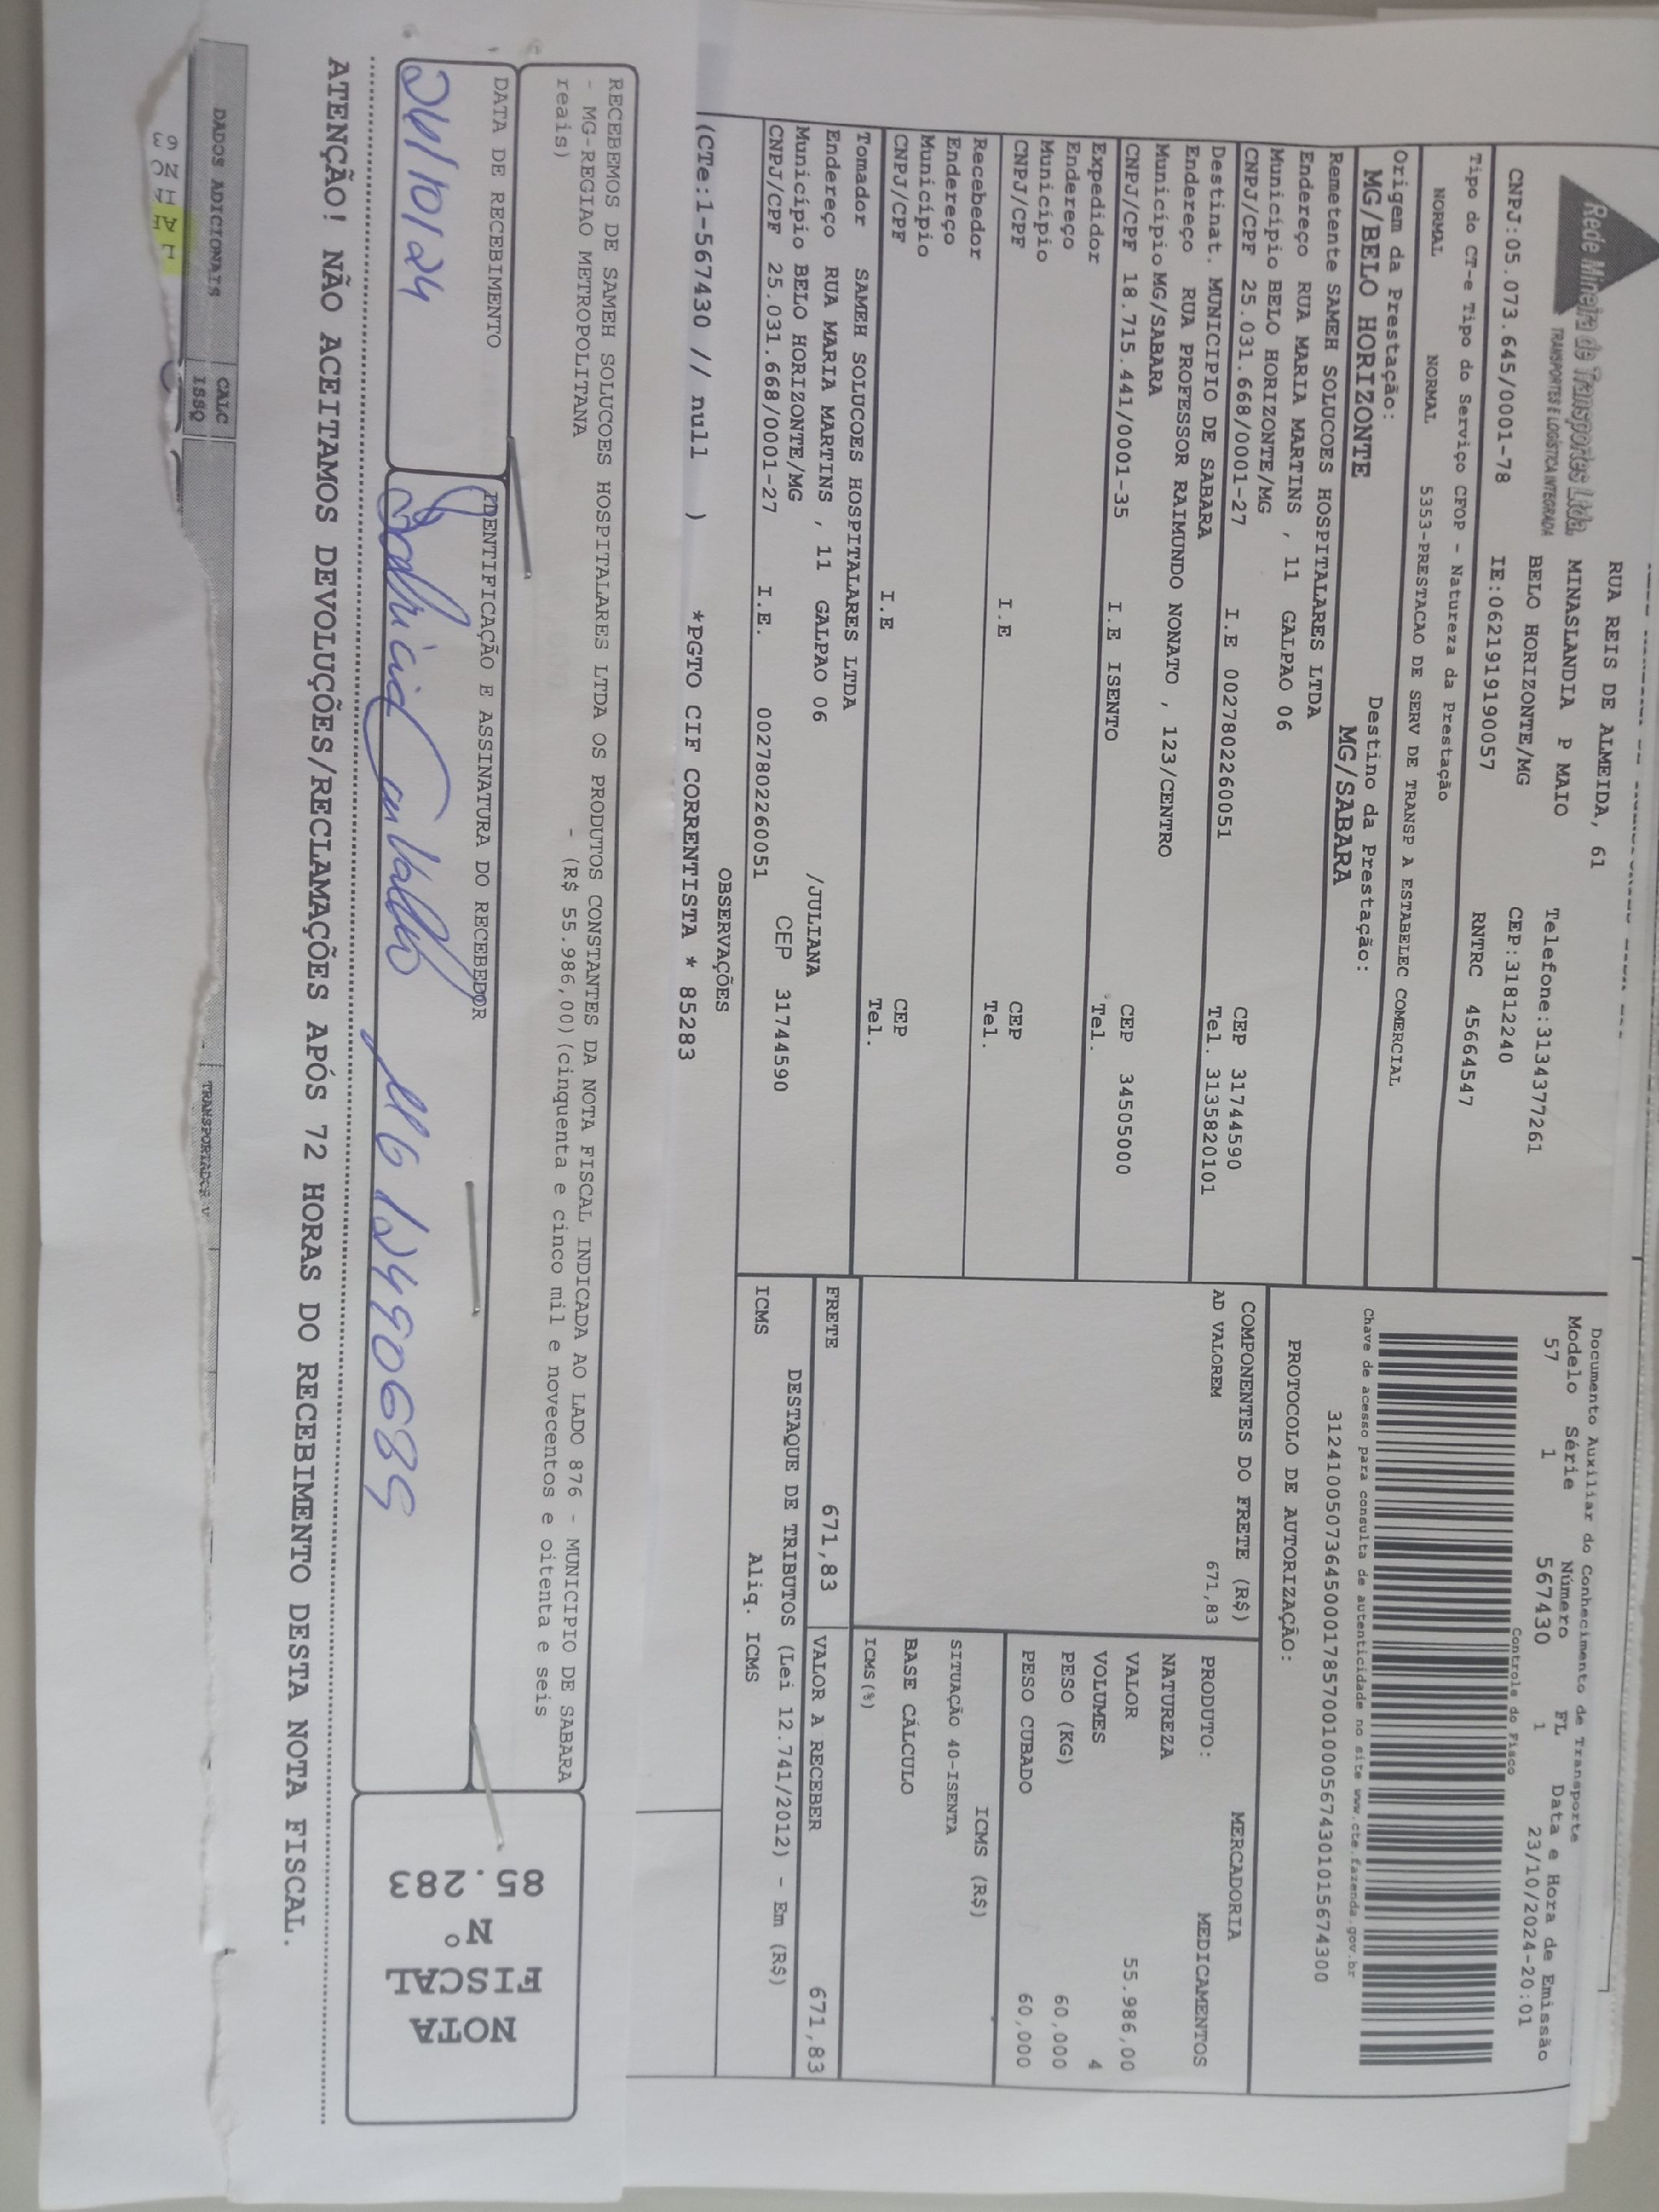 Rede Mineira de Transportes Ltda.
TRANSPORTES E LOGÍSTICA INTEGRADA
RUA REIS DE ALMEIDA, 61
MINASLANDIA P MAIO
Telefone:3134377261
BELO HORIZONTE/MG
CEP:31812240
CNPJ:05.073.645/0001-78
IE:0621919190057
RNTRC 45664547
Documento Auxiliar do Conhecimento de Transporte
Modelo Série Número FL Data e Hora de Emissão
57 1 567430 1 23/10/2024-20:01
Controle do Fisco
Tipo do CT-e Tipo do Serviço CFOP - Natureza da Prestação
NORMAL NORMAL 5353-PRESTACAO DE SERV DE TRANSP A ESTABELEC COMERCIAL
Chave de acesso para consulta de autenticidade no site www.cte.fazenda.gov.br
31241005073645000178570010005674301015674300
Origem da Prestação: Destino da Prestação:
MG/BELO HORIZONTE MG/SABARA
PROTOCOLO DE AUTORIZAÇÃO:
Remetente SAMEH SOLUCOES HOSPITALARES LTDA
Endereço RUA MARIA MARTINS , 11 GALPAO 06
Município BELO HORIZONTE/MG CEP 31744590
CNPJ/CPF 25.031.668/0001-27 I.E 0027802260051 Tel. 3135820101
Destinat. MUNICIPIO DE SABARA
Endereço RUA PROFESSOR RAIMUNDO NONATO , 123/CENTRO
Município MG/SABARA CEP 34505000
CNPJ/CPF 18.715.441/0001-35 I.E ISENTO Tel.
Expedidor
Endereço
Município CEP
CNPJ/CPF I.E Tel.
Recebedor
Endereço
Município CEP
CNPJ/CPF I.E Tel.
Tomador SAMEH SOLUCOES HOSPITALARES LTDA
Endereço RUA MARIA MARTINS , 11 GALPAO 06 /JULIANA
Município BELO HORIZONTE/MG CEP 31744590
CNPJ/CPF 25.031.668/0001-27 I.E. 0027802260051
COMPONENTES DO FRETE (R$)
AD VALOREM 671,83
MERCADORIA
PRODUTO: MEDICAMENTOS
NATUREZA
VALOR 55.986,00
VOLUMES 4
PESO (KG) 60,000
PESO CUBADO 60,000
ICMS (R$)
SITUAÇÃO 40-ISENTA
BASE CÁLCULO
ICMS(%)
FRETE 671,83 VALOR A RECEBER 671,83
DESTAQUE DE TRIBUTOS (Lei 12.741/2012) - Em (R$)
ICMS Aliq. ICMS
OBSERVAÇÕES
(CTe:1-567430 // null ) *PGTO CIF CORRENTISTA * 85283
RECEBEMOS DE SAMEH SOLUCOES HOSPITALARES LTDA OS PRODUTOS CONSTANTES DA NOTA FISCAL INDICADA AO LADO 876 - MUNICIPIO DE SABARA
- MG-REGIAO METROPOLITANA - (R$ 55.986,00)(cinquenta e cinco mil e novecentos e oitenta e seis
reais)
DATA DE RECEBIMENTO
24/10/24
IDENTIFICAÇÃO E ASSINATURA DO RECEBEDOR
NOTA
FISCAL
Nº
85.283
ATENÇÃO! NÃO ACEITAMOS DEVOLUÇÕES/RECLAMAÇÕES APÓS 72 HORAS DO RECEBIMENTO DESTA NOTA FISCAL.
DADOS ADICIONAIS
CALC
ISSQ